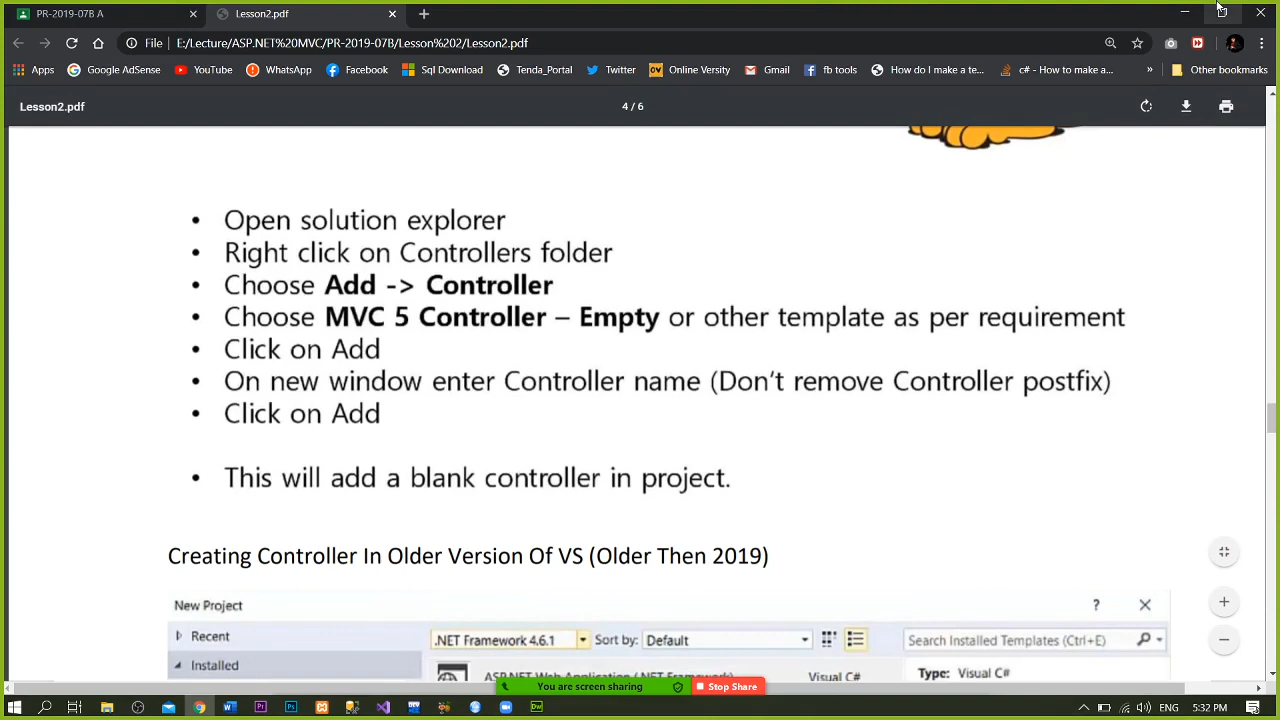 PR-2019-07B A
Lesson2.pdf
File
E:/Lecture/ASP.NET%20MVC/PR-2019-07B/Lesson%202/Lesson2.pdf
Apps
Google AdSense
YouTube
WhatsApp
Facebook
Sql Download
Tenda_Portal
Twitter
Online Versity
Gmail
fb tools
How do I make a te...
c# - How to make a...
»
Other bookmarks
Lesson2.pdf
4 / 6
• Open solution explorer
• Right click on Controllers folder
• Choose Add -> Controller
• Choose MVC 5 Controller – Empty or other template as per requirement
• Click on Add
• On new window enter Controller name (Don't remove Controller postfix)
• Click on Add
• This will add a blank controller in project.
Creating Controller In Older Version Of VS (Older Then 2019)
New Project
?
Recent
.NET Framework 4.6.1
Sort by:
Default
Search Installed Templates (Ctrl+E)
Installed
ASP.NET Web Application (.NET Framework)
Visual C#
Type: Visual C#
You are screen sharing
Stop Share
ENG
5:32 PM